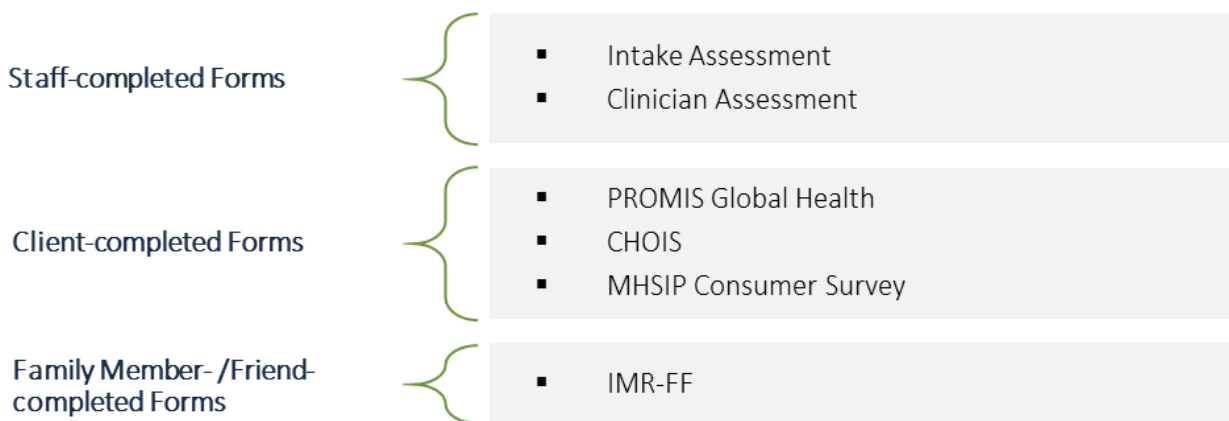 Staff-completed Forms
▪ Intake Assessment
▪ Clinician Assessment
Client-completed Forms
▪ PROMIS Global Health
▪ CHOIS
▪ MHSIP Consumer Survey
Family Member- /Friend-
completed Forms
▪ IMR-FF